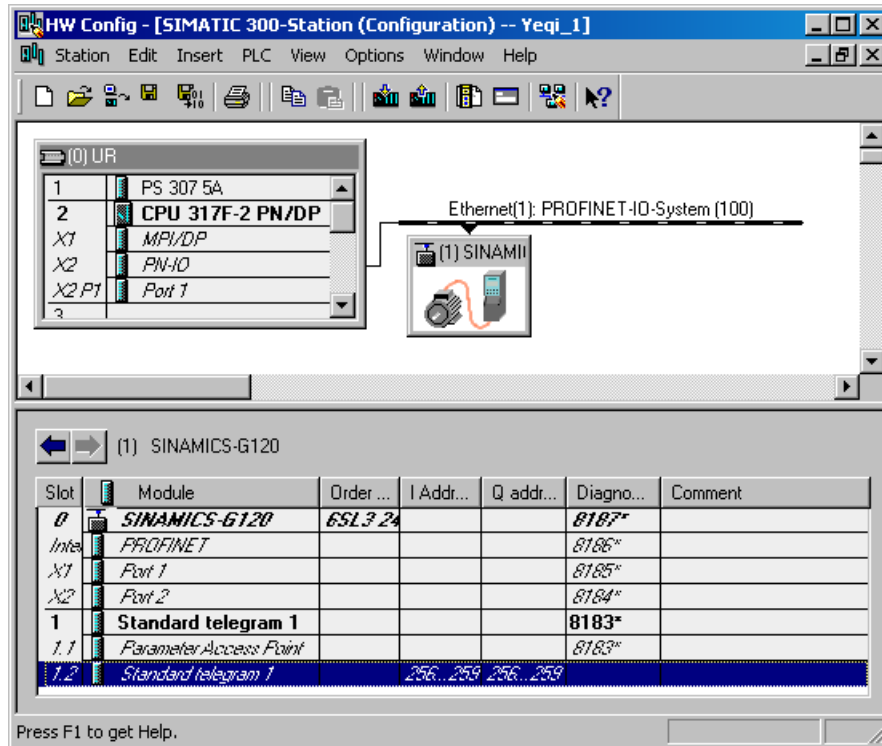 HW Config - [SIMATIC 300-Station (Configuration) -- Yeqi_1]
Station Edit Insert PLC View Options Window Help
(0) UR
1 PS 307 5A
2 CPU 317F-2 PN/DP
X1 MPI/DP
X2 PN-IO
X2 P1 Port 1
3
Ethernet(1): PROFINET-IO-System (100)
(1) SINAMI
(1) SINAMICS-G120
Slot Module Order ... I Addr... Q addr... Diagno... Comment
0 SINAMICS-G120 6SL3 24 8187*
Inte PROFINET 8186*
X1 Port 1 8185*
X2 Port 2 8184*
1 Standard telegram 1 8183*
1.1 Parameter Access Point 8183*
1.2 Standard telegram 1 256...259 256...259
Press F1 to get Help.